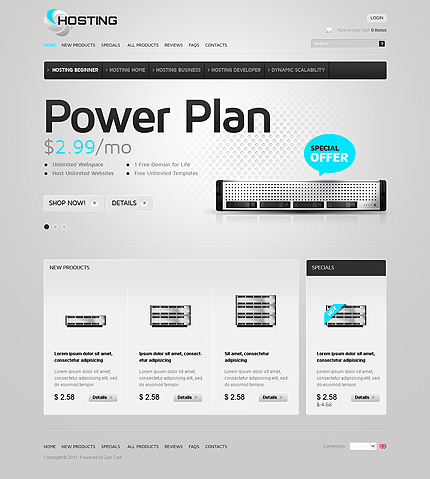 HOSTING
LOGIN
Now in your cart 0 items
HOME NEW PRODUCTS SPECIALS ALL PRODUCTS REVIEWS FAQS CONTACTS
Search
HOSTING BEGINNER HOSTING HOME HOSTING BUSINESS HOSTING DEVELOPER DYNAMIC SCALABILITY
Power Plan
$2.99/mo
Unlimited Webspace 1 Free Domain for Life
Host Unlimited Websites Free Unlimited Templates
SPECIAL
OFFER
SHOP NOW! DETAILS
NEW PRODUCTS
SPECIALS
Lorem ipsum dolor sit amet,
consectetur adipisicing
Lorem ipsum dolor sit amet, consect-
etur adipisicing
Sit amet, consectetur
adipisicing
Lorem ipsum dolor sit amet,
consectetur adipisicing
Lorem ipsum dolor sit amet,
consectetur adipisicing elit, sed
do eiusmod tempor.
Lorem ipsum dolor sit amet,
consectetur adipisicing elit, sed
do eiusmod tempor.
Lorem ipsum dolor sit amet,
consectetur adipisicing elit, sed
do eiusmod tempor.
Lorem ipsum dolor sit amet,
consectetur adipisicing elit, sed
do eiusmod tempor.
$ 2.58 Details
$ 2.58 Details
$ 2.58 Details
$ 2.58 Details
$ 4.58
HOME NEW PRODUCTS SPECIALS ALL PRODUCTS REVIEWS FAQS CONTACTS
Currencies:
Copyright © 2011 Powered by Zen Cart